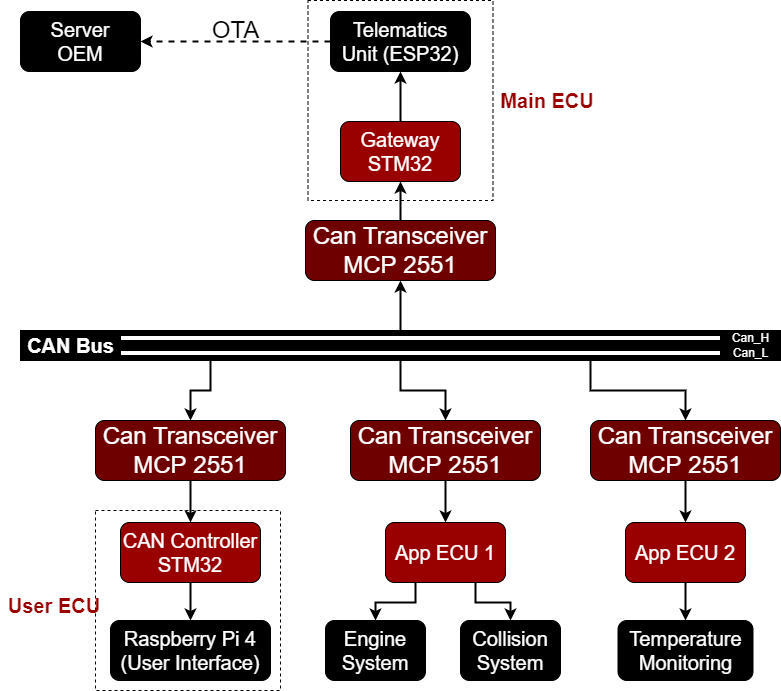 Server
OEM
OTA
Telematics
Unit (ESP32)
Main ECU
Gateway
STM32
Can Transceiver
MCP 2551
CAN Bus
Can_H
Can_L
Can Transceiver
MCP 2551
Can Transceiver
MCP 2551
Can Transceiver
MCP 2551
CAN Controller
STM32
App ECU 1
App ECU 2
User ECU
Raspberry Pi 4
(User Interface)
Engine
System
Collision
System
Temperature
Monitoring